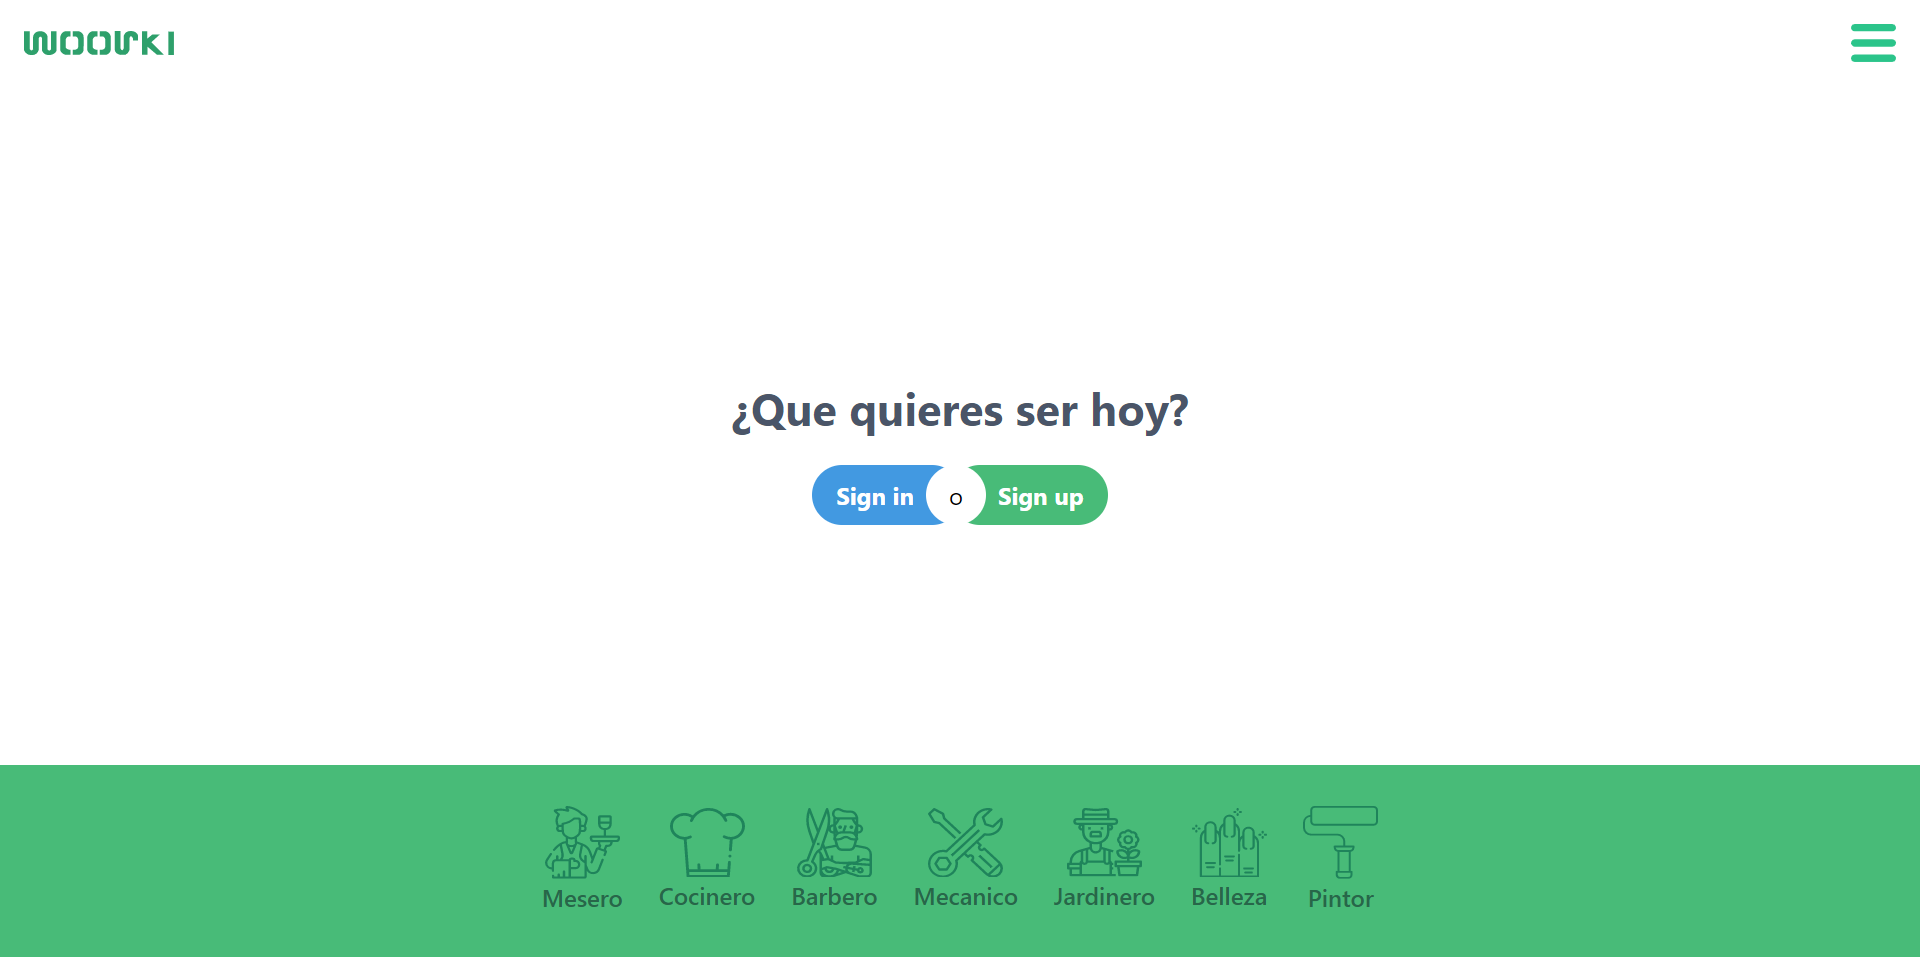 woorki
¿Que quieres ser hoy?
Sign in o Sign up
Mesero Cocinero Barbero Mecanico Jardinero Belleza Pintor